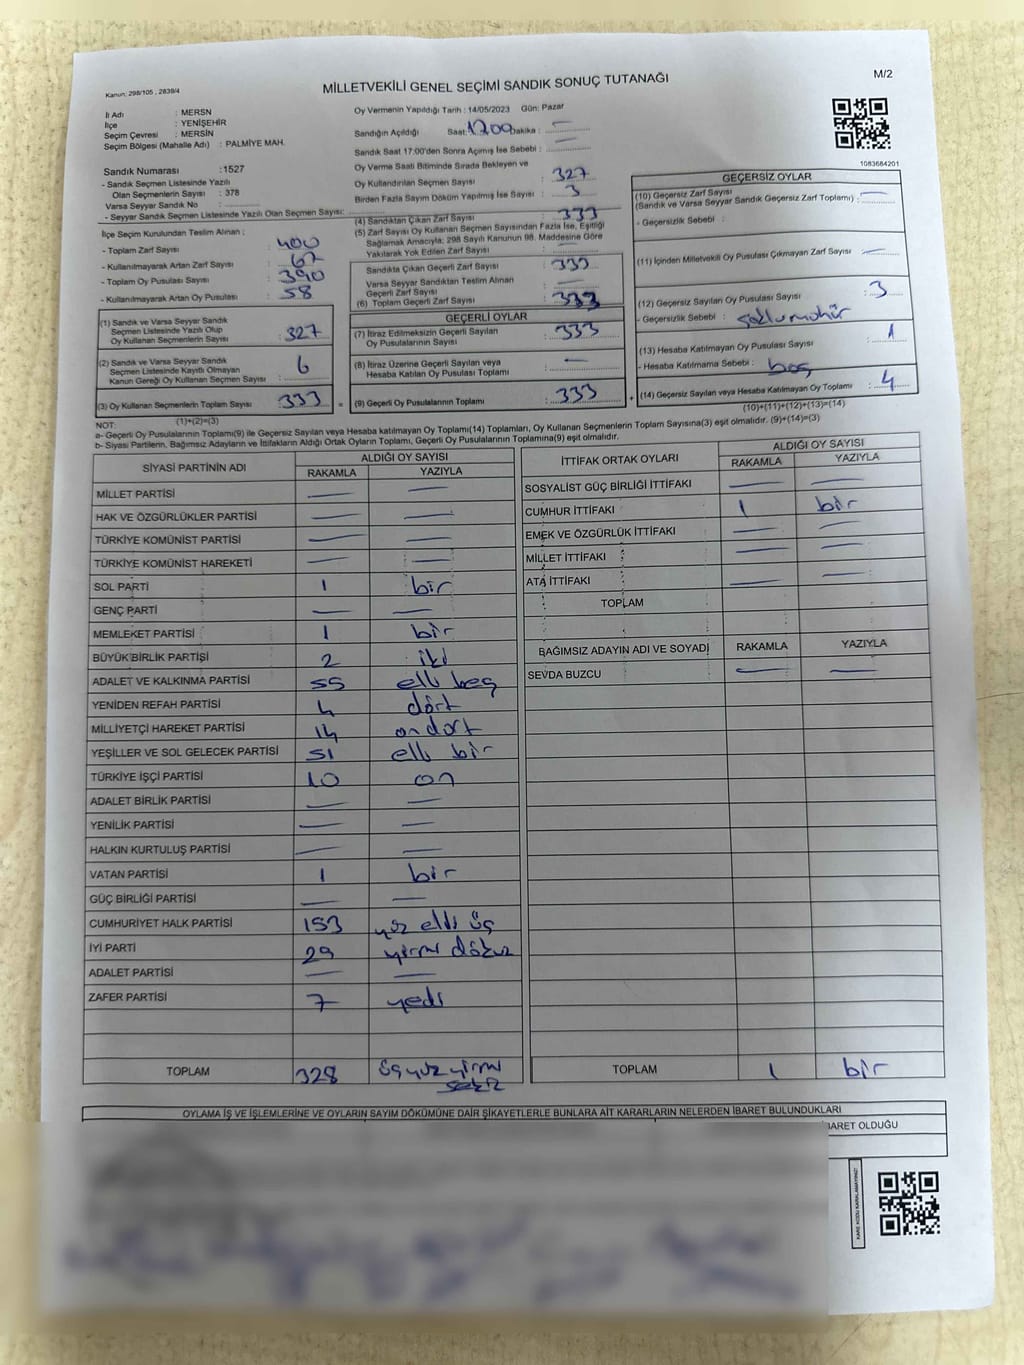 M/2
Kanun: 298/105 , 2839/4
MİLLETVEKİLİ GENEL SEÇİMİ SANDIK SONUÇ TUTANAĞI
İl Adı : MERSN
İlçe : YENİŞEHİR
Seçim Çevresi : MERSİN
Seçim Bölgesi (Mahalle Adı) : PALMİYE MAH.
Sandık Numarası :1527
- Sandık Seçmen Listesinde Yazılı
Olan Seçmenlerin Sayısı : 378
Varsa Seyyar Sandık No :
- Seyyar Sandık Seçmen Listesinde Yazılı Olan Seçmen Sayısı:
İlçe Seçim Kurulundan Teslim Alınan ;
- Toplam Zarf Sayısı : 400
- Kullanılmayarak Artan Zarf Sayısı : 67
- Toplam Oy Pusulası Sayısı : 390
- Kullanılmayarak Artan Oy Pusulası : 58
(1) Sandık ve Varsa Seyyar Sandık
Seçmen Listesinde Yazılı Olup
Oy Kullanan Seçmenlerin Sayısı : 327
(2) Sandık ve Varsa Seyyar Sandık
Seçmen Listesinde Kayıtlı Olmayan
Kanun Gereği Oy Kullanan Seçmen Sayısı : 6
(3) Oy Kullanan Seçmenlerin Toplam Sayısı : 333
(1)+(2)=(3)
Oy Vermenin Yapıldığı Tarih : 14/05/2023 Gün: Pazar
Sandığın Açıldığı Saat: 17.00 Dakika : —
Sandık Saat 17:00'den Sonra Açılmış İse Sebebi : —
Oy Verme Saati Bitiminde Sırada Bekleyen ve
Oy Kullandırılan Seçmen Sayısı : 327
Birden Fazla Sayım Döküm Yapılmış İse Sayısı : 3
(4) Sandıktan Çıkan Zarf Sayısı : 333
(5) Zarf Sayısı Oy Kullanan Seçmen Sayısından Fazla İse, Eşitliği
Sağlamak Amacıyla; 298 Sayılı Kanunun 98. Maddesine Göre
Yakılarak Yok Edilen Zarf Sayısı : —
Sandıkta Çıkan Geçerli Zarf Sayısı : 333
Varsa Seyyar Sandıktan Teslim Alınan
Geçerli Zarf Sayısı : —
(6) Toplam Geçerli Zarf Sayısı : 333
GEÇERLİ OYLAR
(7) İtiraz Edilmeksizin Geçerli Sayılan
Oy Pusulalarının Sayısı : 333
(8) İtiraz Üzerine Geçerli Sayılan veya
Hesaba Katılan Oy Pusulası Toplamı : —
= (9) Geçerli Oy Pusulalarının Toplamı : 333 +
1083684201
GEÇERSİZ OYLAR
(10) Geçersiz Zarf Sayısı
(Sandık ve Varsa Seyyar Sandık Geçersiz Zarf Toplamı) : —
- Geçersizlik Sebebi :
(11) İçinden Milletvekili Oy Pusulası Çıkmayan Zarf Sayısı : —
(12) Geçersiz Sayılan Oy Pusulası Sayısı : 3
- Geçersizlik Sebebi :
(13) Hesaba Katılmayan Oy Pusulası Sayısı : 1
- Hesaba Katılmama Sebebi : boş
(14) Geçersiz Sayılan veya Hesaba Katılmayan Oy Toplamı : 4
(10)+(11)+(12)+(13)=(14)
NOT:
a- Geçerli Oy Pusulalarının Toplamı(9) ile Geçersiz Sayılan veya Hesaba katılmayan Oy Toplamı(14) Toplamları, Oy Kullanan Seçmenlerin Toplam Sayısına(3) eşit olmalıdır. (9)+(14)=(3)
b- Siyasi Partilerin, Bağımsız Adayların ve İttifakların Aldığı Ortak Oyların Toplamı, Geçerli Oy Pusulalarının Toplamına(9) eşit olmalıdır.
SİYASİ PARTİNİN ADI ALDIĞI OY SAYISI
RAKAMLA YAZIYLA
MİLLET PARTİSİ — —
HAK VE ÖZGÜRLÜKLER PARTİSİ — —
TÜRKİYE KOMÜNİST PARTİSİ — —
TÜRKİYE KOMÜNİST HAREKETİ — —
SOL PARTİ 1 bir
GENÇ PARTİ — —
MEMLEKET PARTİSİ 1 bir
BÜYÜK BİRLİK PARTİSİ 2 iki
ADALET VE KALKINMA PARTİSİ 55 elli beş
YENİDEN REFAH PARTİSİ 4 dört
MİLLİYETÇİ HAREKET PARTİSİ 14 ondört
YEŞİLLER VE SOL GELECEK PARTİSİ 51 elli bir
TÜRKİYE İŞÇİ PARTİSİ 10 on
ADALET BİRLİK PARTİSİ — —
YENİLİK PARTİSİ — —
HALKIN KURTULUŞ PARTİSİ — —
VATAN PARTİSİ 1 bir
GÜÇ BİRLİĞİ PARTİSİ — —
CUMHURİYET HALK PARTİSİ 153 yüz elli üç
İYİ PARTİ 29 yirmi dokuz
ADALET PARTİSİ — —
ZAFER PARTİSİ 7 yedi
TOPLAM 328 üçyüz yirmi
sekiz
İTTİFAK ORTAK OYLARI ALDIĞI OY SAYISI
RAKAMLA YAZIYLA
SOSYALİST GÜÇ BİRLİĞİ İTTİFAKI — —
CUMHUR İTTİFAKI 1 bir
EMEK VE ÖZGÜRLÜK İTTİFAKI — —
MİLLET İTTİFAKI — —
ATA İTTİFAKI — —
TOPLAM
BAĞIMSIZ ADAYIN ADI VE SOYADI RAKAMLA YAZIYLA
SEVDA BUZCU — —
TOPLAM 1 bir
OYLAMA İŞ VE İŞLEMLERİNE VE OYLARIN SAYIM DÖKÜMÜNE DAİR ŞİKAYETLERLE BUNLARA AİT KARARLARIN NELERDEN İBARET BULUNDUKLARI
İBARET OLDUĞU
KARE KODU KARALAMAYINIZ!